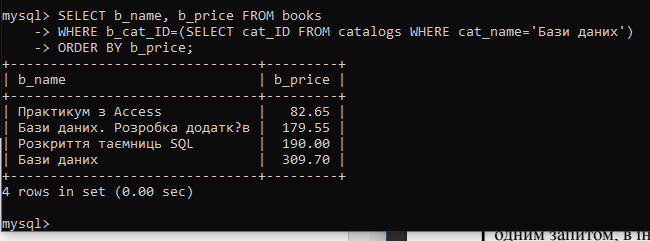 mysql> SELECT b_name, b_price FROM books
    -> WHERE b_cat_ID=(SELECT cat_ID FROM catalogs WHERE cat_name='Бази даних')
    -> ORDER BY b_price;
+------------------------------+---------+
| b_name                       | b_price |
+------------------------------+---------+
| Практикум з Access           |   82.65 |
| Бази даних. Розробка додатк?в | 179.55 |
| Розкриття таємниць SQL       |  190.00 |
| Бази даних                   |  309.70 |
+------------------------------+---------+
4 rows in set (0.00 sec)
mysql>
одним запитом, в ін